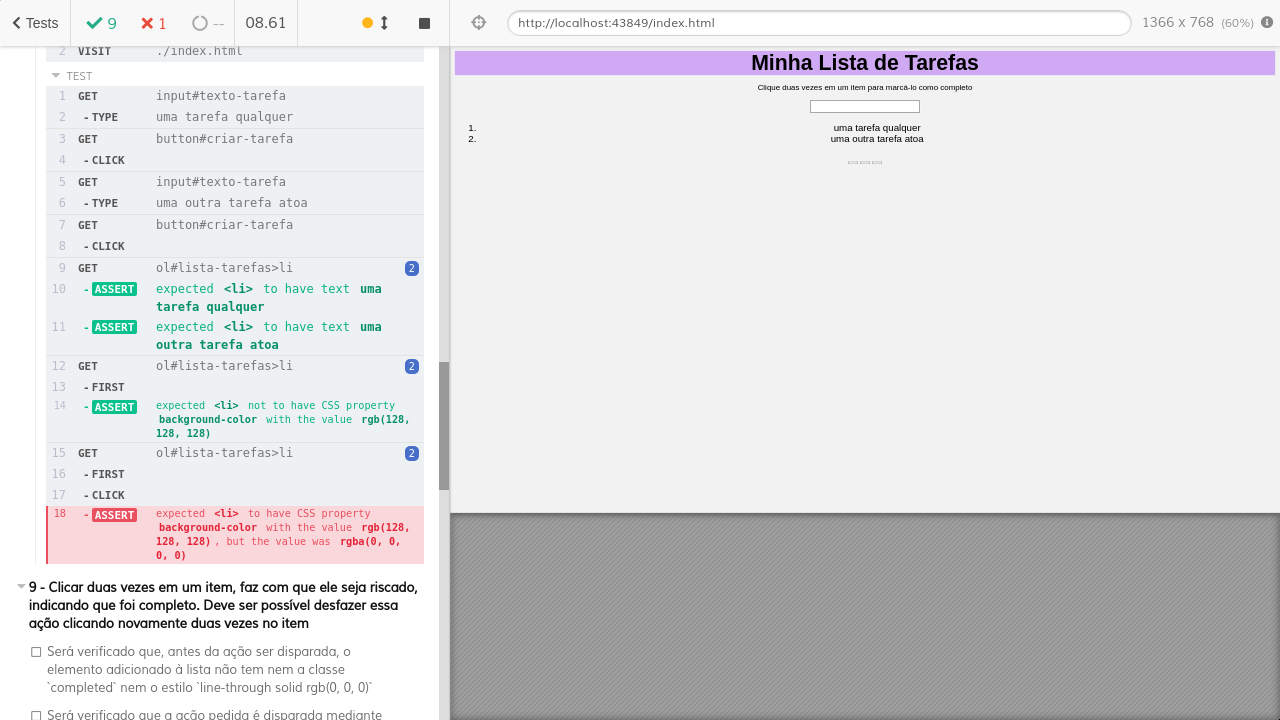 Tests 9 1 -- 08.61 http://localhost:43849/index.html 1366 x 768 (60%)
2 VISIT ./index.html
TEST
1 GET input#texto-tarefa
2 - TYPE uma tarefa qualquer
3 GET button#criar-tarefa
4 - CLICK
5 GET input#texto-tarefa
6 - TYPE uma outra tarefa atoa
7 GET button#criar-tarefa
8 - CLICK
9 GET ol#lista-tarefas>li 2
10 - ASSERT expected <li> to have text uma
tarefa qualquer
11 - ASSERT expected <li> to have text uma
outra tarefa atoa
12 GET ol#lista-tarefas>li 2
13 - FIRST
14 - ASSERT expected <li> not to have CSS property
background-color with the value rgb(128,
128, 128)
15 GET ol#lista-tarefas>li 2
16 - FIRST
17 - CLICK
18 - ASSERT expected <li> to have CSS property
background-color with the value rgb(128,
128, 128) , but the value was rgba(0, 0,
0, 0)
9 - Clicar duas vezes em um item, faz com que ele seja riscado,
indicando que foi completo. Deve ser possível desfazer essa
ação clicando novamente duas vezes no item
Será verificado que, antes da ação ser disparada, o
elemento adicionado à lista não tem nem a classe
`completed` nem o estilo `line-through solid rgb(0, 0, 0)`
Será verificado que a ação pedida é disparada mediante
Minha Lista de Tarefas
Clique duas vezes em um item para marcá-lo como completo
1. uma tarefa qualquer
2. uma outra tarefa atoa